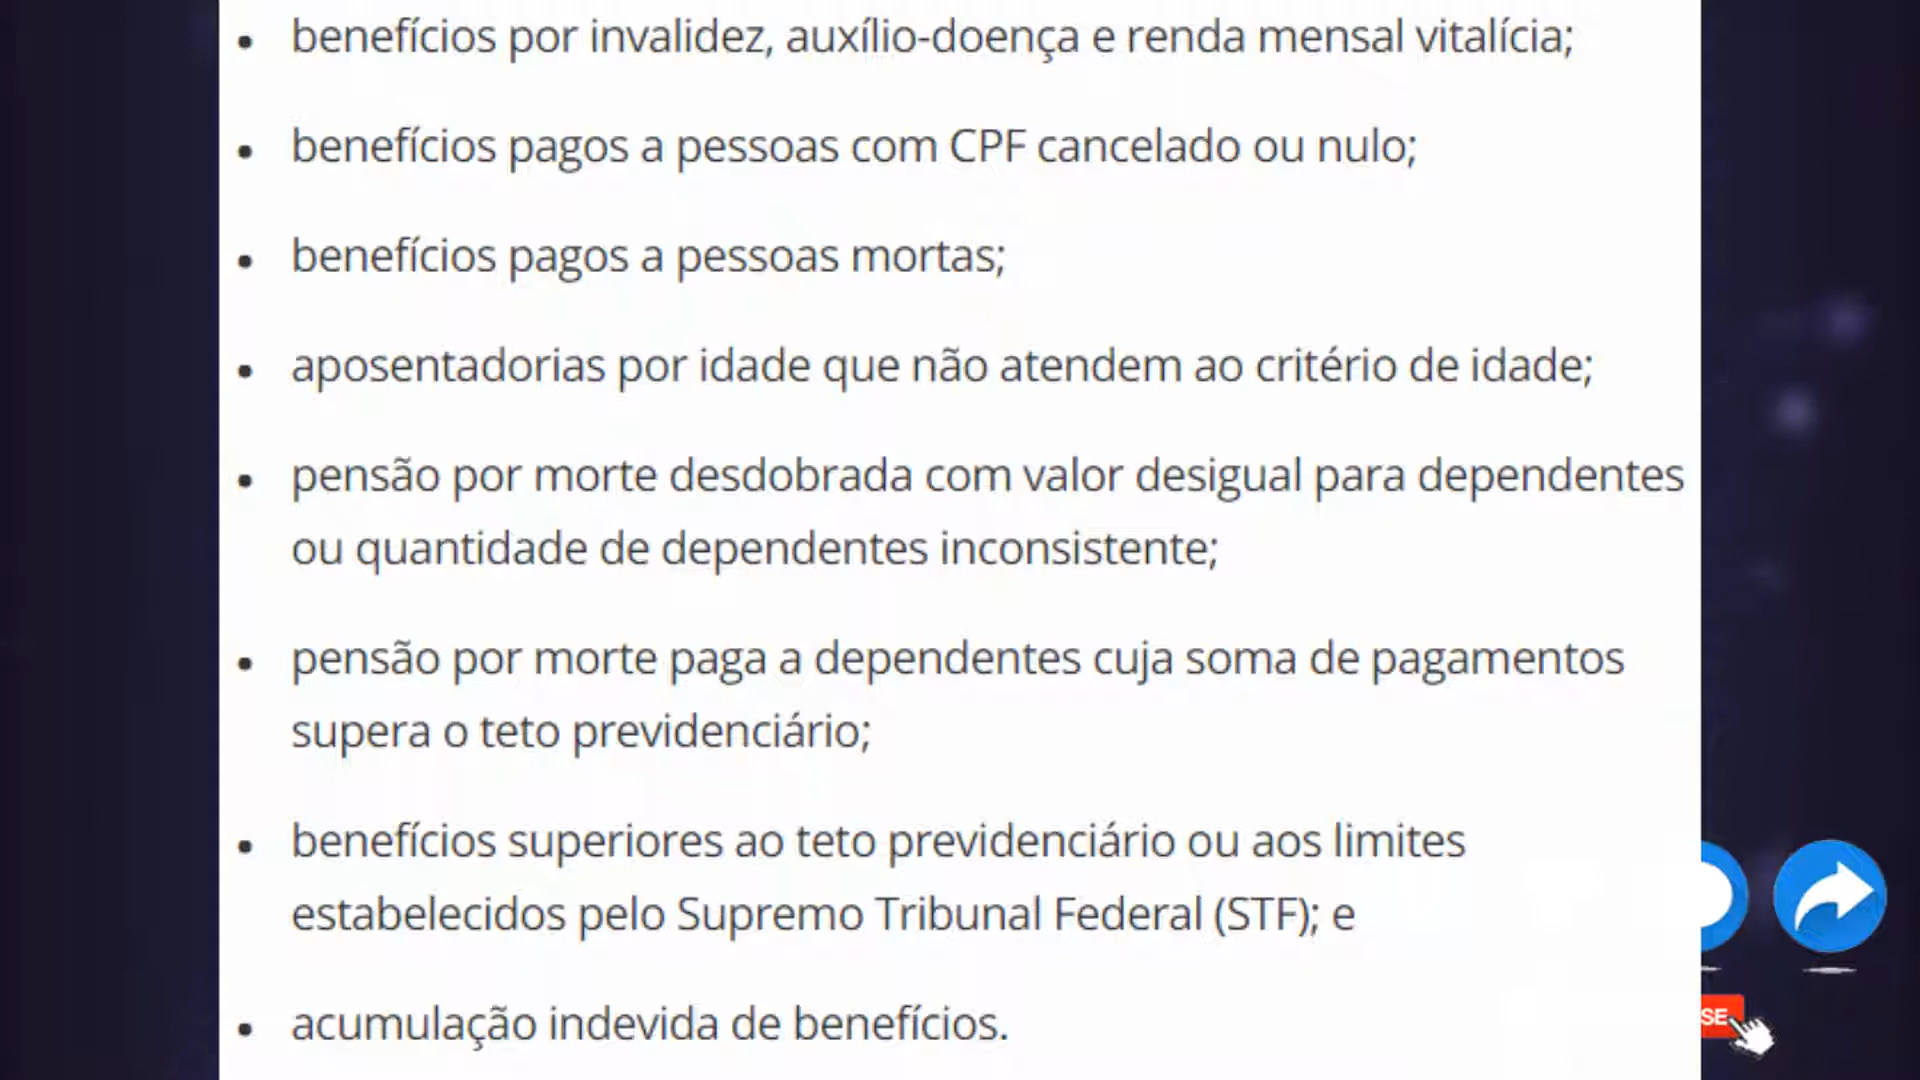 • benefícios por invalidez, auxílio-doença e renda mensal vitalícia;
• benefícios pagos a pessoas com CPF cancelado ou nulo;
• benefícios pagos a pessoas mortas;
• aposentadorias por idade que não atendem ao critério de idade;
• pensão por morte desdobrada com valor desigual para dependentes
ou quantidade de dependentes inconsistente;
• pensão por morte paga a dependentes cuja soma de pagamentos
supera o teto previdenciário;
• benefícios superiores ao teto previdenciário ou aos limites
estabelecidos pelo Supremo Tribunal Federal (STF); e
• acumulação indevida de benefícios.
SE